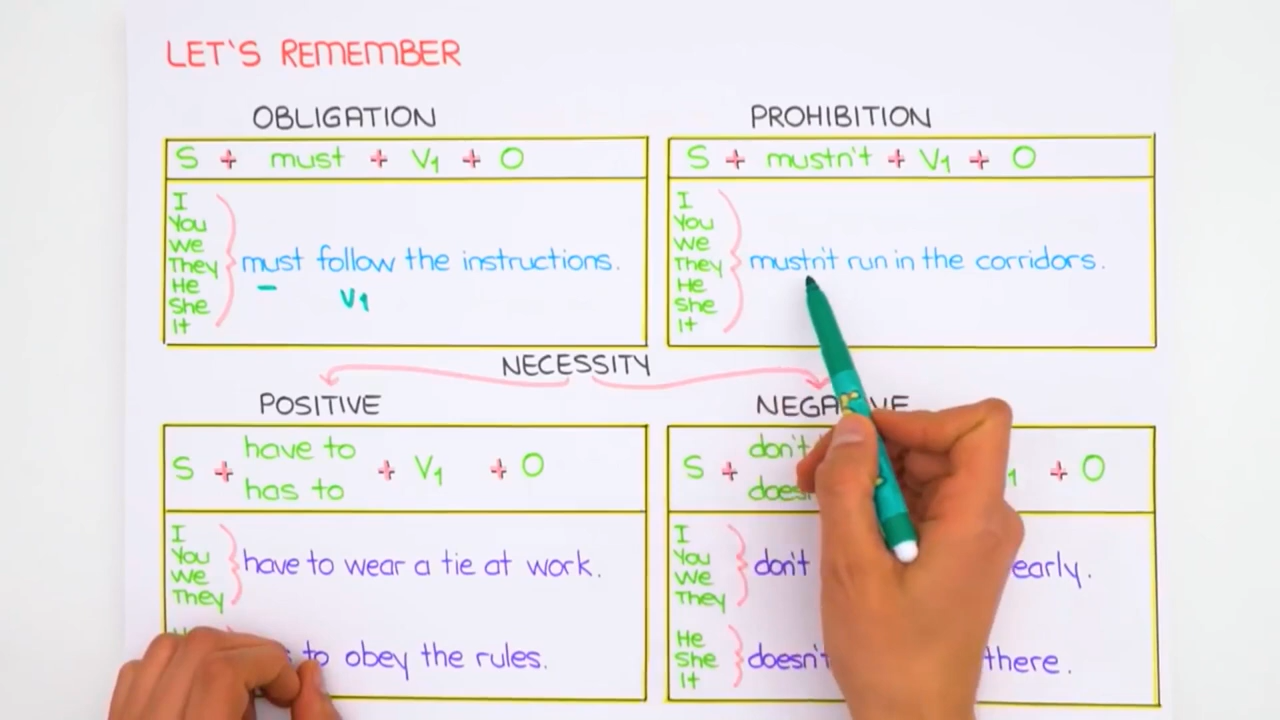 LET'S REMEMBER
OBLIGATION
S + must + V1 + O
I
You
We
They
He
She
It
must follow the instructions.
V1
PROHIBITION
S + mustn't + V1 + O
I
You
We
They
He
She
It
mustn't run in the corridors.
NECESSITY
POSITIVE
S + have to
has to
+ V1 + O
I
You
We
They
have to wear a tie at work.
to obey the rules.
NEGATIVE
S + don't
+ O
I
You
We
They
don't early.
He
She
It
doesn't there.